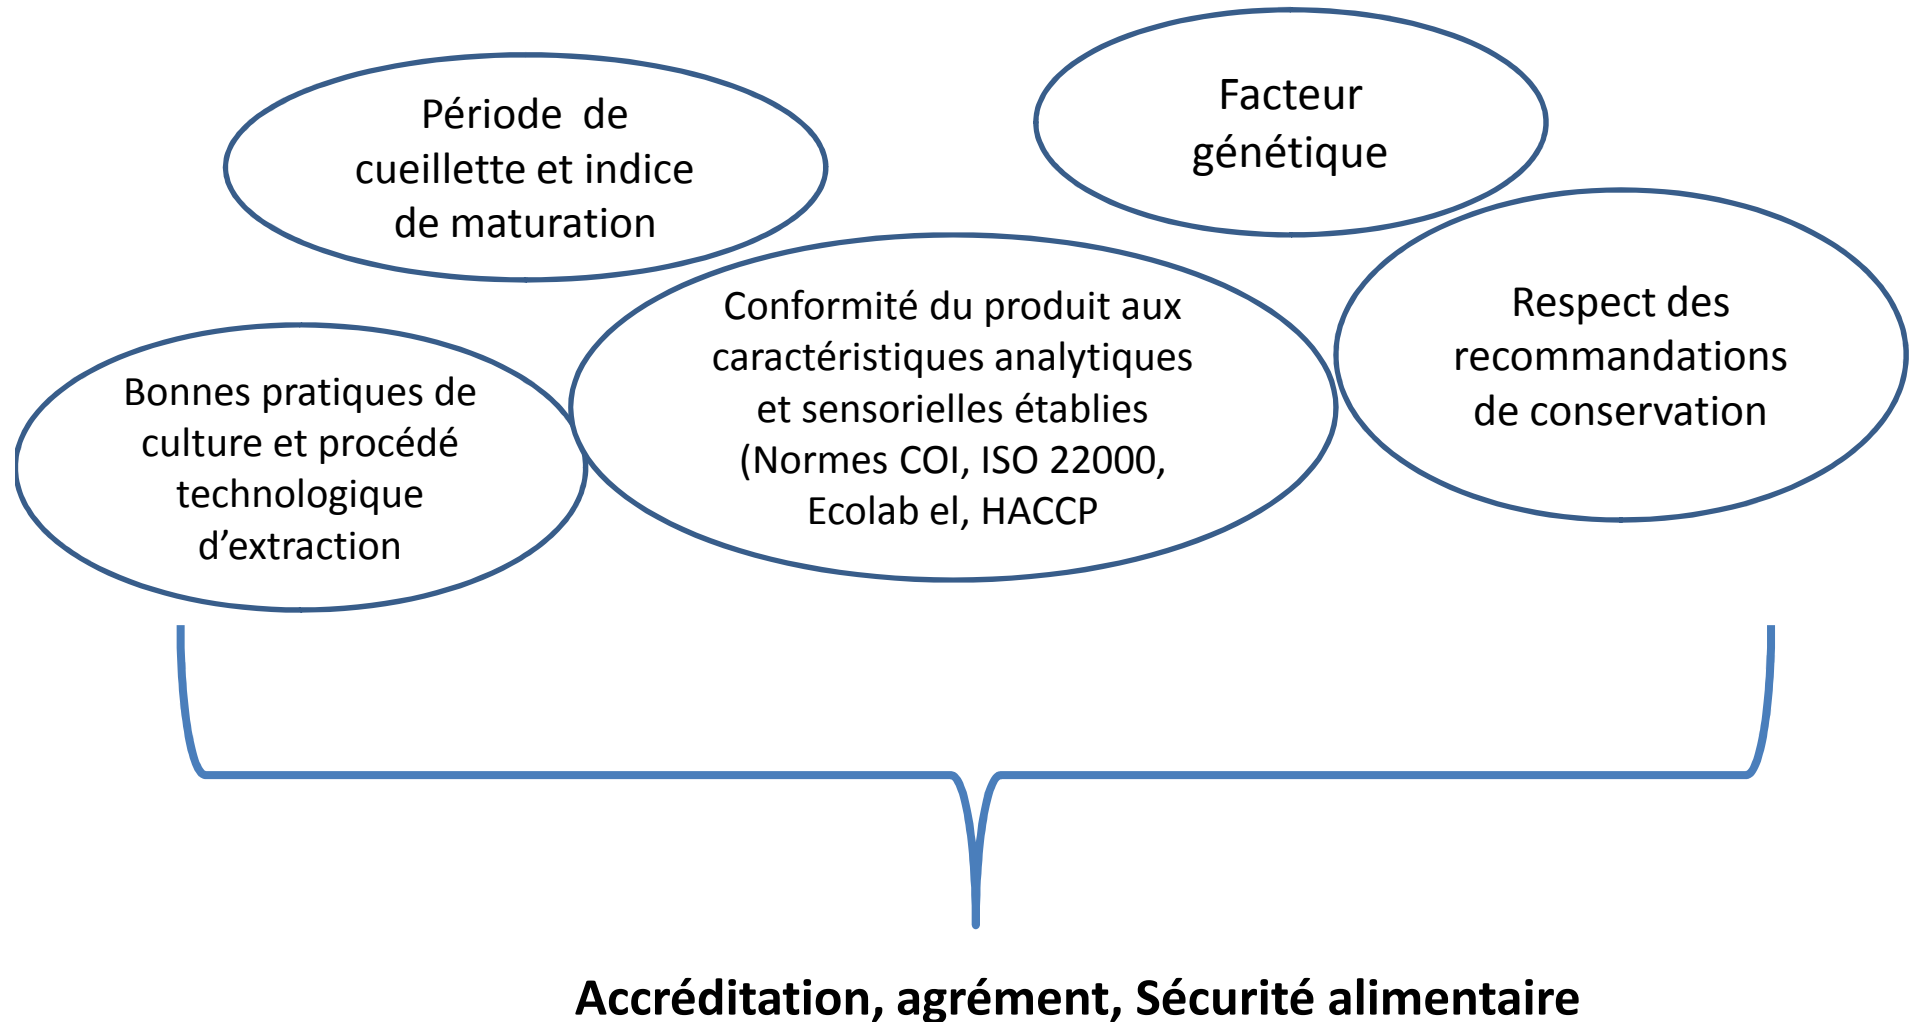 Période de
cueillette et indice
de maturation
Facteur
génétique
Bonnes pratiques de
culture et procédé
technologique
d’extraction
Conformité du produit aux
caractéristiques analytiques
et sensorielles établies
(Normes COI, ISO 22000,
Ecolab el, HACCP
Respect des
recommandations
de conservation
Accréditation, agrément, Sécurité alimentaire